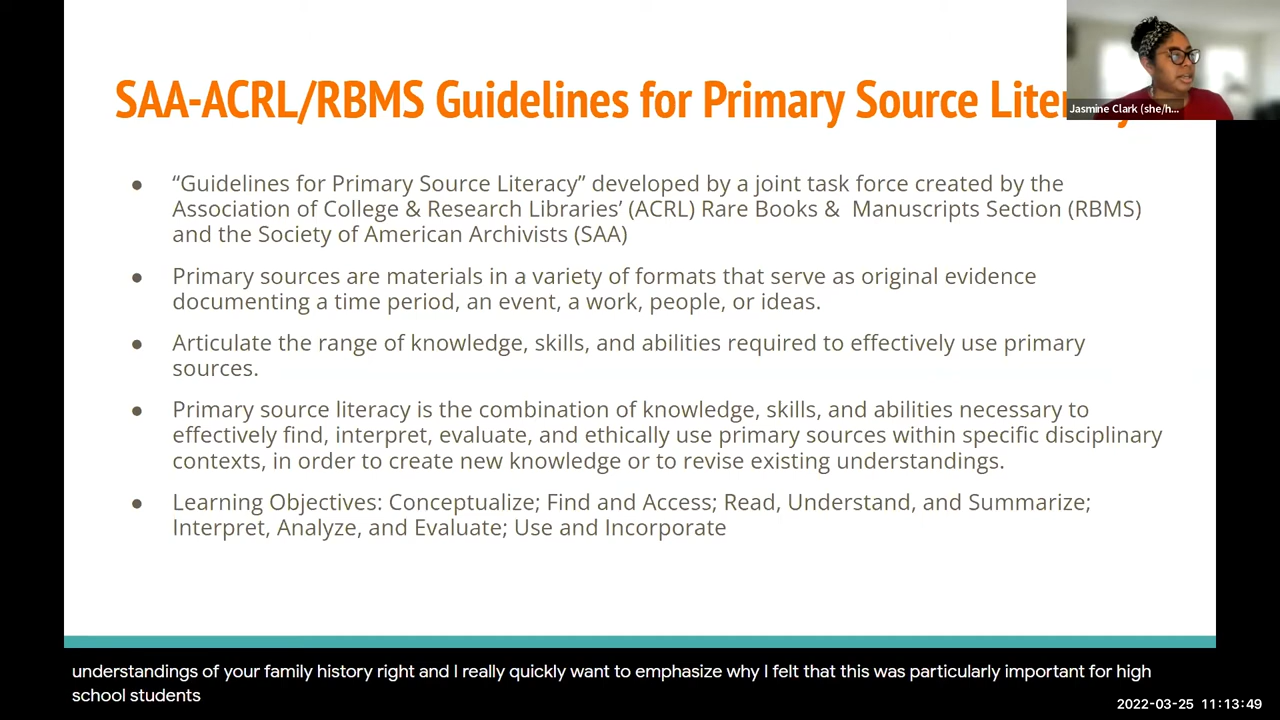 SAA-ACRL/RBMS Guidelines for Primary Source
Jasmine Clark (she/h...
● “Guidelines for Primary Source Literacy” developed by a joint task force created by the
Association of College & Research Libraries’ (ACRL) Rare Books & Manuscripts Section (RBMS)
and the Society of American Archivists (SAA)
● Primary sources are materials in a variety of formats that serve as original evidence
documenting a time period, an event, a work, people, or ideas.
● Articulate the range of knowledge, skills, and abilities required to effectively use primary
sources.
● Primary source literacy is the combination of knowledge, skills, and abilities necessary to
effectively find, interpret, evaluate, and ethically use primary sources within specific disciplinary
contexts, in order to create new knowledge or to revise existing understandings.
● Learning Objectives: Conceptualize; Find and Access; Read, Understand, and Summarize;
Interpret, Analyze, and Evaluate; Use and Incorporate
understandings of your family history right and I really quickly want to emphasize why I felt that this was particularly important for high
school students
2022-03-25 11:13:49